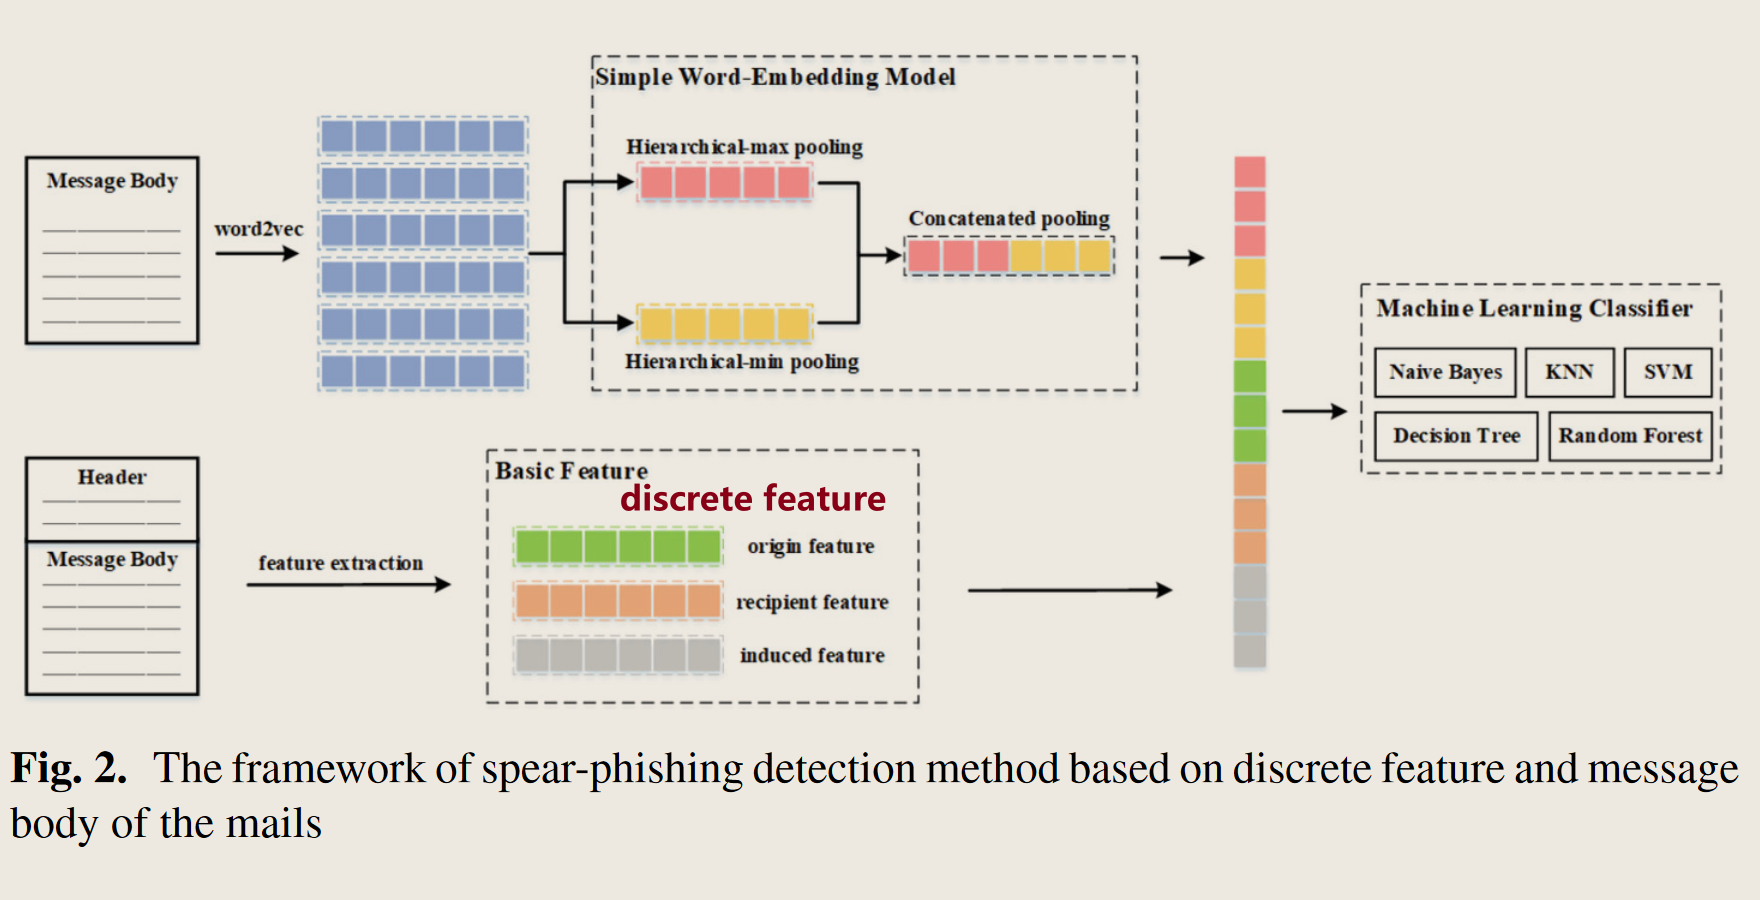 Simple Word-Embedding Model
Message Body
word2vec
Hierarchical-max pooling
Hierarchical-min pooling
Concatenated pooling
Header
Message Body
feature extraction
Basic Feature
discrete feature
origin feature
recipient feature
induced feature
Machine Learning Classifier
Naive Bayes
KNN
SVM
Decision Tree
Random Forest
Fig. 2. The framework of spear-phishing detection method based on discrete feature and message
body of the mails